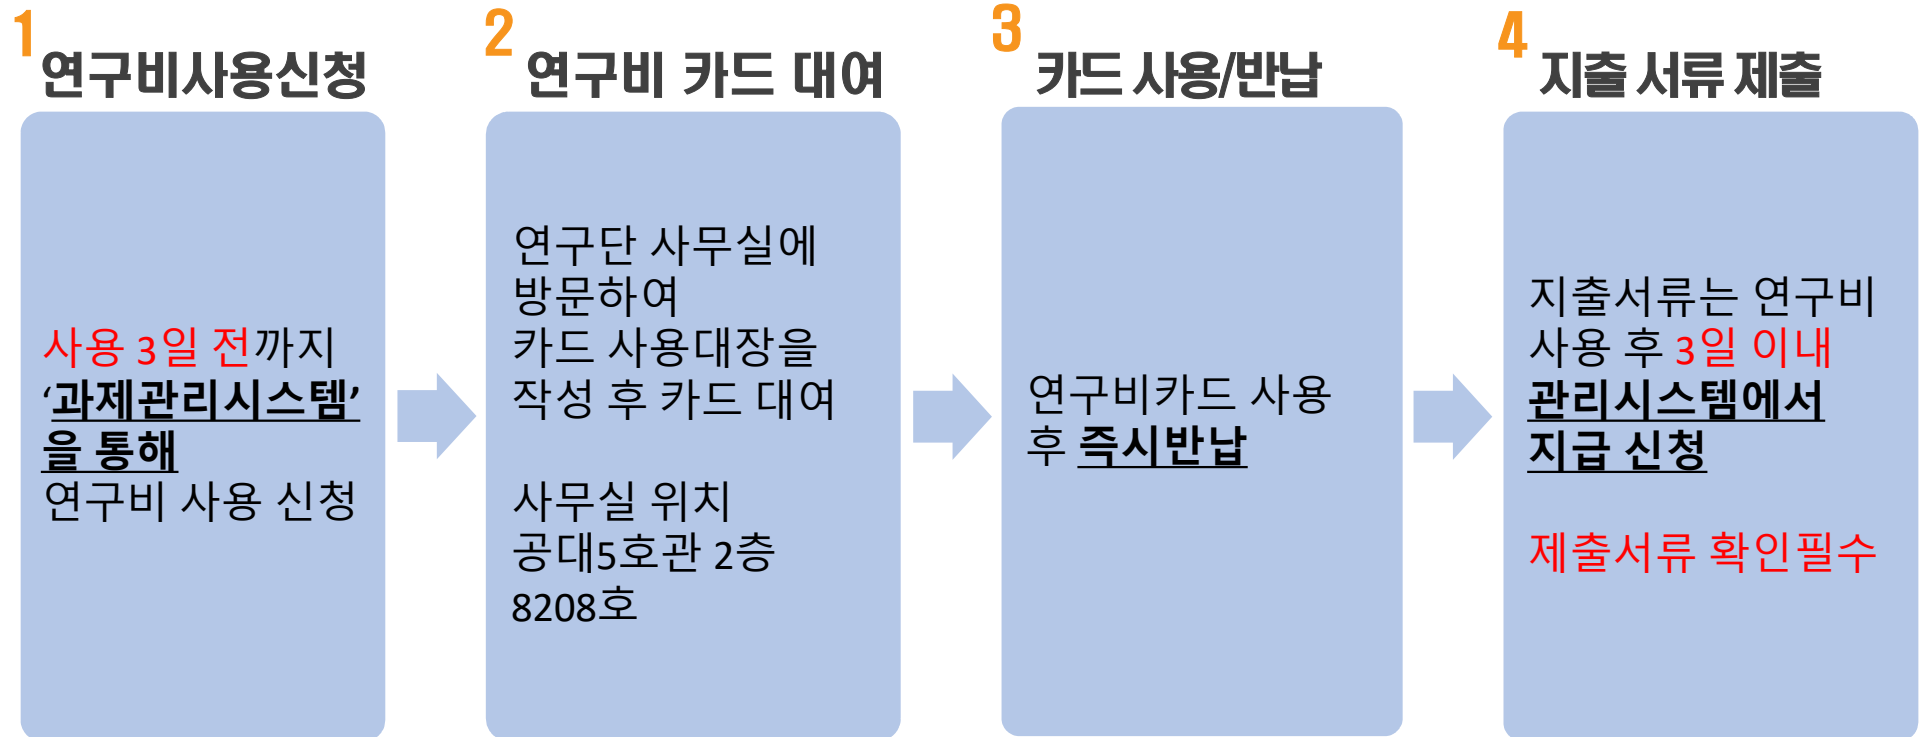 1
연구비사용신청
사용 3일 전까지
‘과제관리시스템’
을 통해
연구비 사용 신청
2
연구비 카드 대여
연구단 사무실에
방문하여
카드 사용대장을
작성 후 카드 대여
사무실 위치
공대5호관 2층
8208호
3
카드 사용/반납
연구비카드 사용
후 즉시반납
4
지출 서류 제출
지출서류는 연구비
사용 후 3일 이내
관리시스템에서
지급 신청
제출서류 확인필수